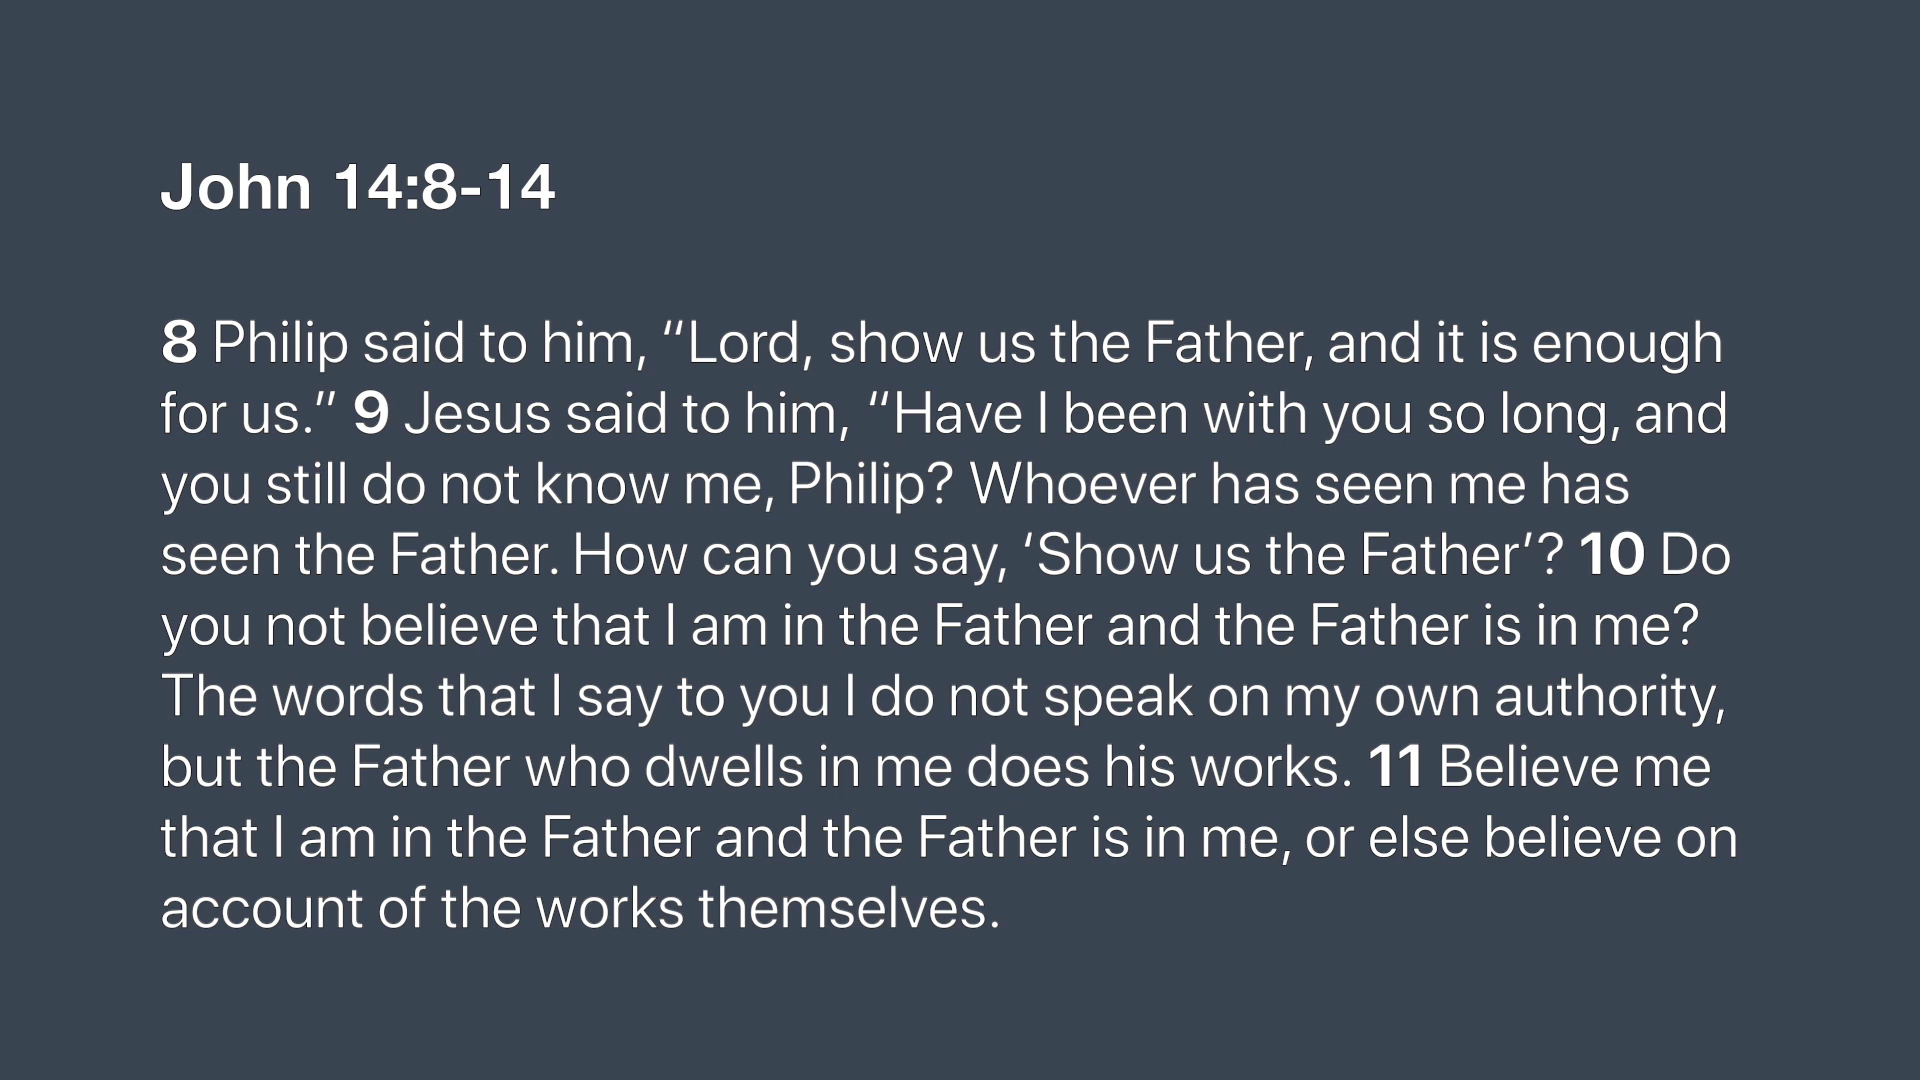 John 14:8-14
8 Philip said to him, “Lord, show us the Father, and it is enough
for us.” 9 Jesus said to him, “Have I been with you so long, and
you still do not know me, Philip? Whoever has seen me has
seen the Father. How can you say, ‘Show us the Father’? 10 Do
you not believe that I am in the Father and the Father is in me?
The words that I say to you I do not speak on my own authority,
but the Father who dwells in me does his works. 11 Believe me
that I am in the Father and the Father is in me, or else believe on
account of the works themselves.